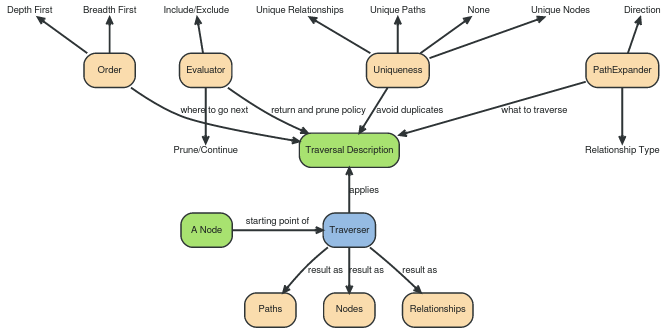 Depth First
Breadth First
Include/Exclude
Unique Relationships
Unique Paths
None
Unique Nodes
Direction
Order
Evaluator
Uniqueness
PathExpander
where to go next
return and prune policy
avoid duplicates
what to traverse
Prune/Continue
Traversal Description
Relationship Type
applies
A Node
starting point of
Traverser
result as
result as
result as
Paths
Nodes
Relationships